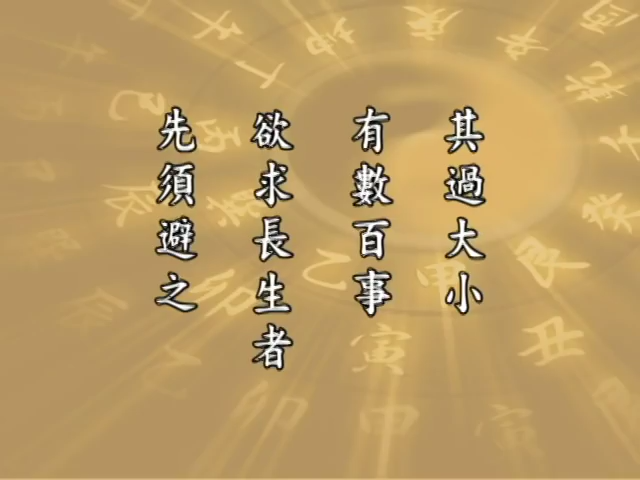 其過大小
有數百事
欲求長生者
先須避之